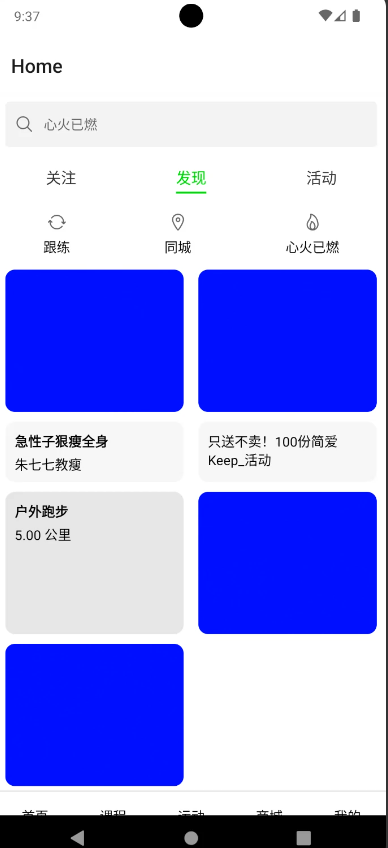 9:37
Home
心火已燃
关注 发现 活动
跟练 同城 心火已燃
急性子狠瘦全身
朱七七教瘦
只送不卖！100份简爱
Keep_活动
户外跑步
5.00 公里
首页 课程 运动 商城 我的